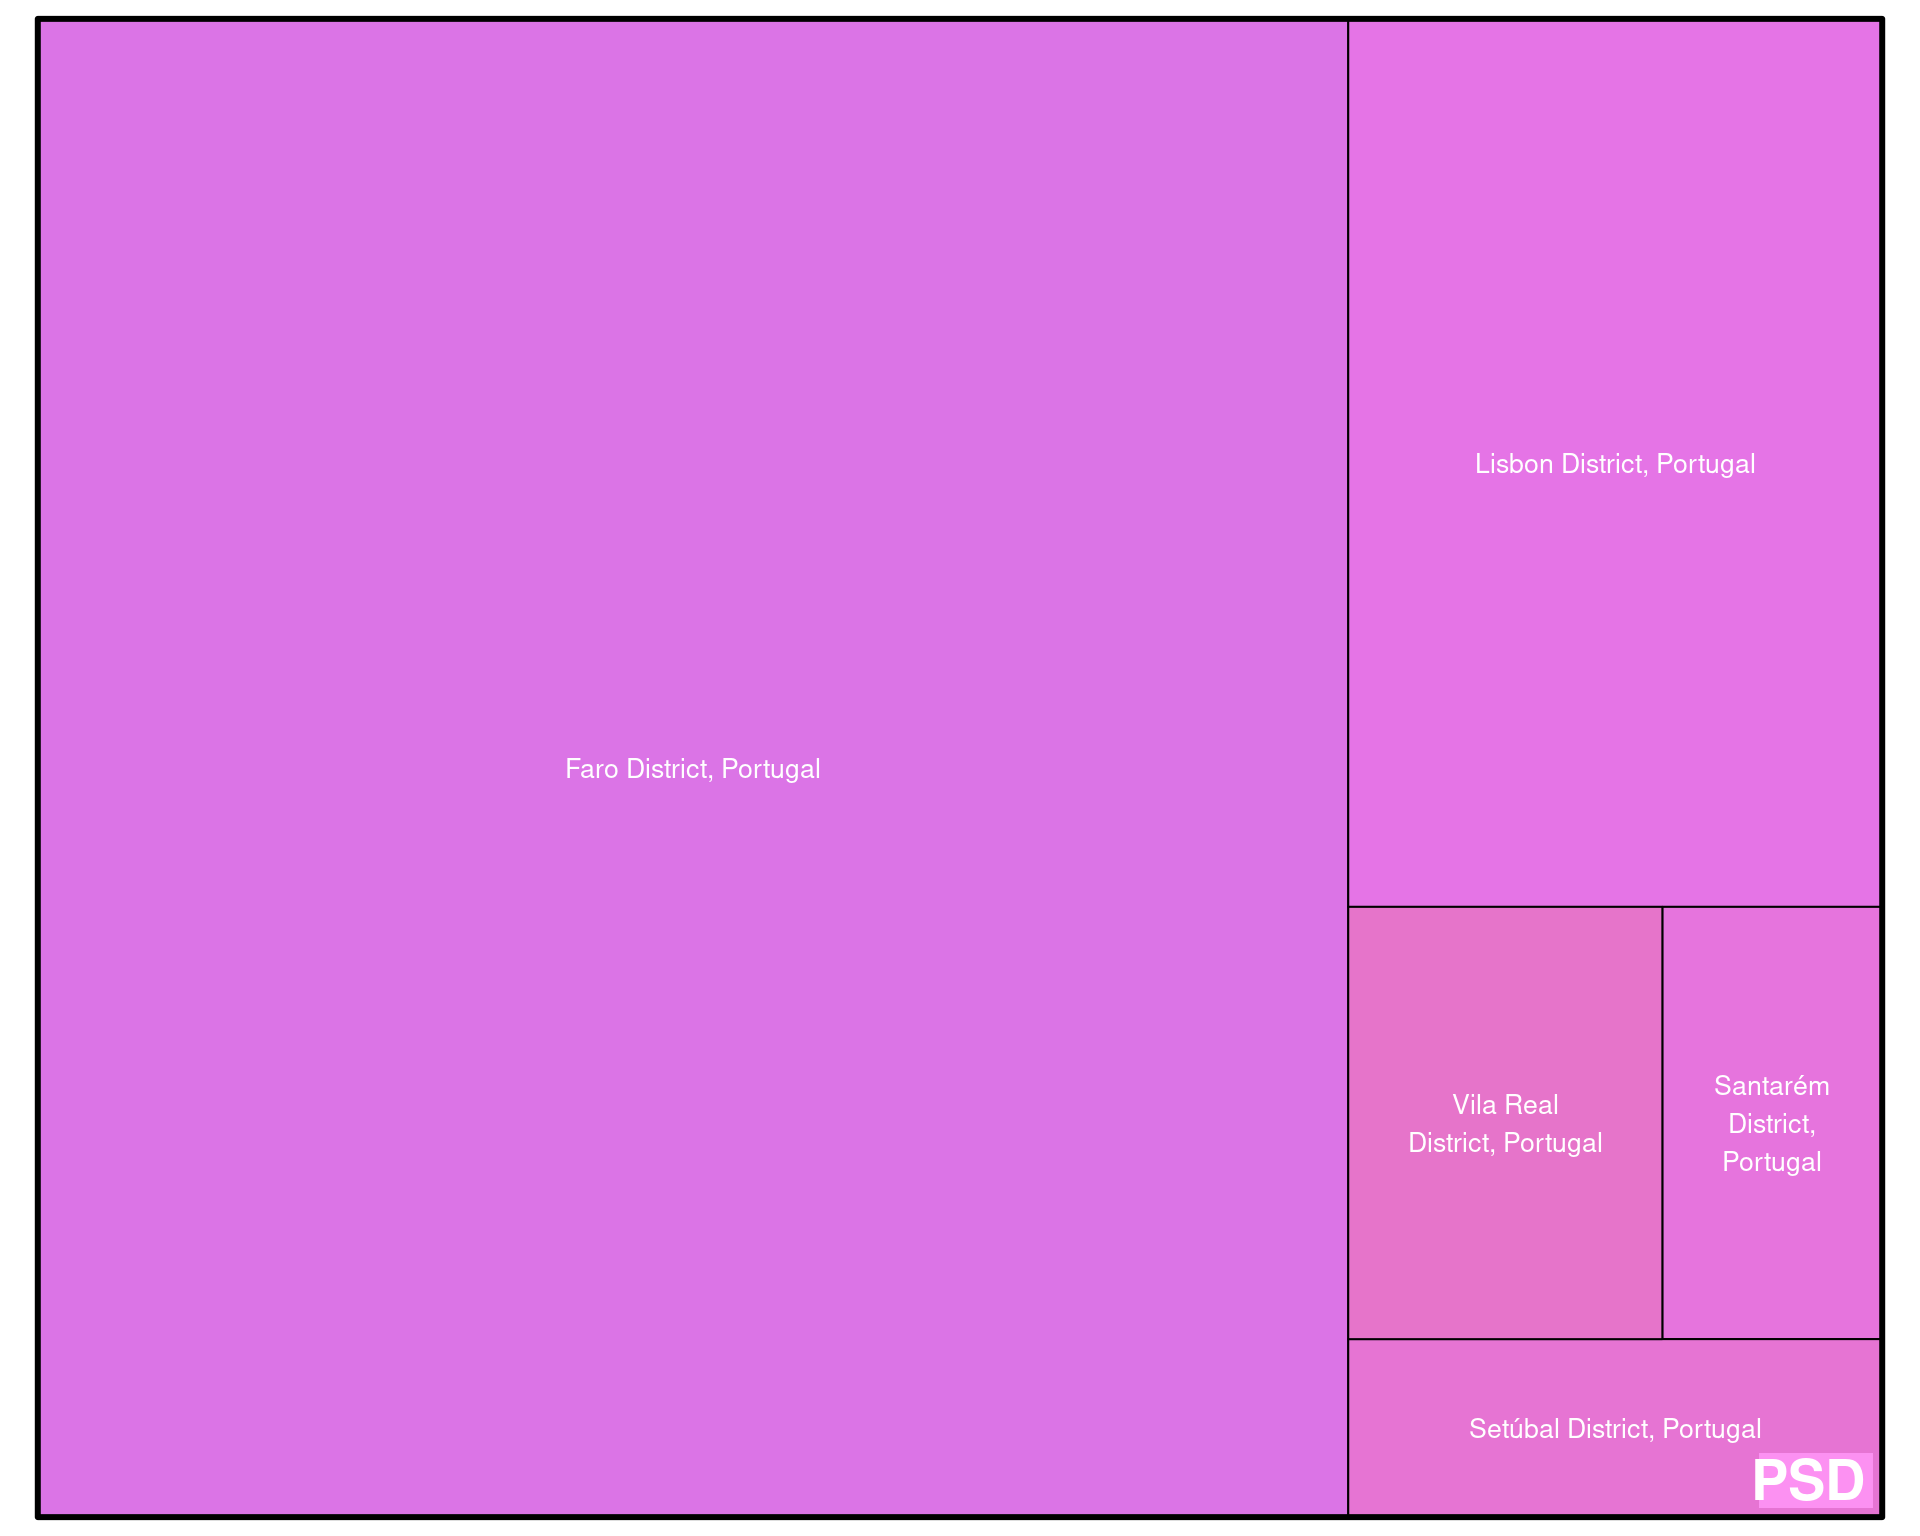 Lisbon District, Portugal
Faro District, Portugal
Vila Real
District, Portugal
Santarém
District,
Portugal
Setúbal District, Portugal
PSD